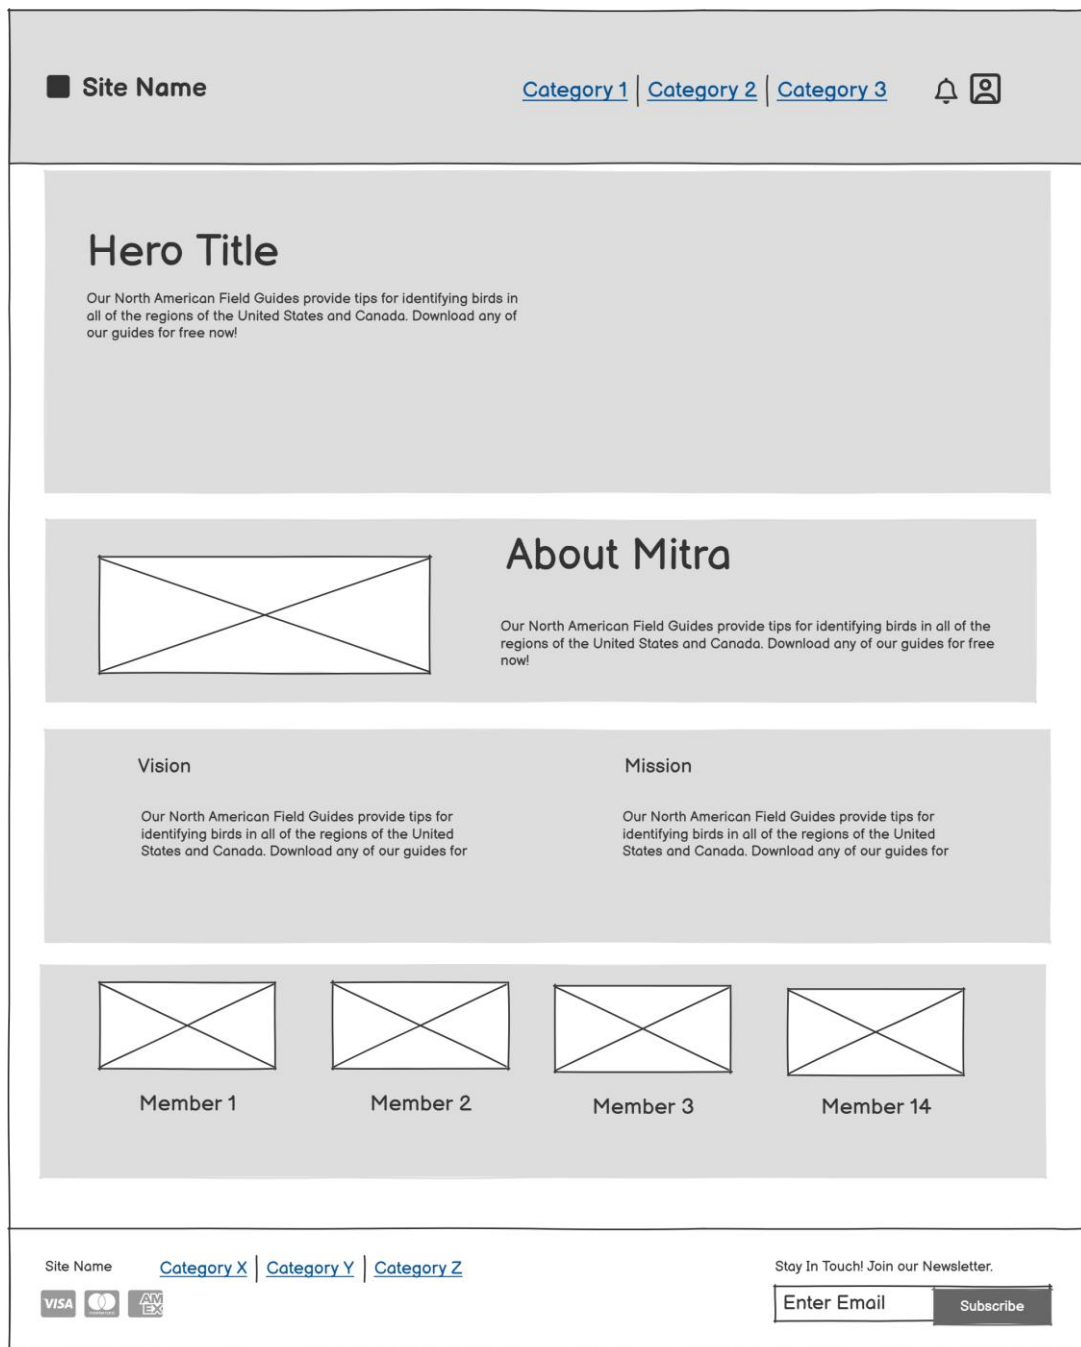 Site Name
Category 1 Category 2 Category 3
Hero Title
Our North American Field Guides provide tips for identifying birds in
all of the regions of the United States and Canada. Download any of
our guides for free now!
About Mitra
Our North American Field Guides provide tips for identifying birds in all of the
regions of the United States and Canada. Download any of our guides for free
now!
Vision
Our North American Field Guides provide tips for
identifying birds in all of the regions of the United
States and Canada. Download any of our guides for
Mission
Our North American Field Guides provide tips for
identifying birds in all of the regions of the United
States and Canada. Download any of our guides for
Member 1
Member 2
Member 3
Member 14
Site Name
Category X Category Y Category Z
VISA
AM
EX
Stay In Touch! Join our Newsletter.
Enter Email
Subscribe